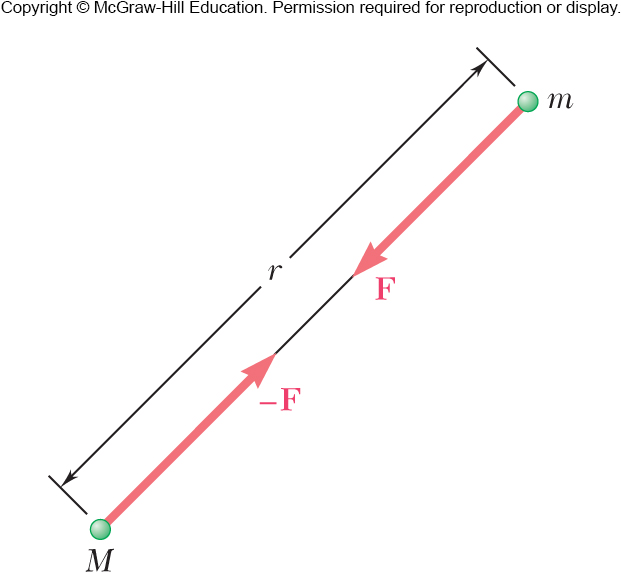 Copyright © McGraw-Hill Education. Permission required for reproduction or display.
m
r
F
–F
M